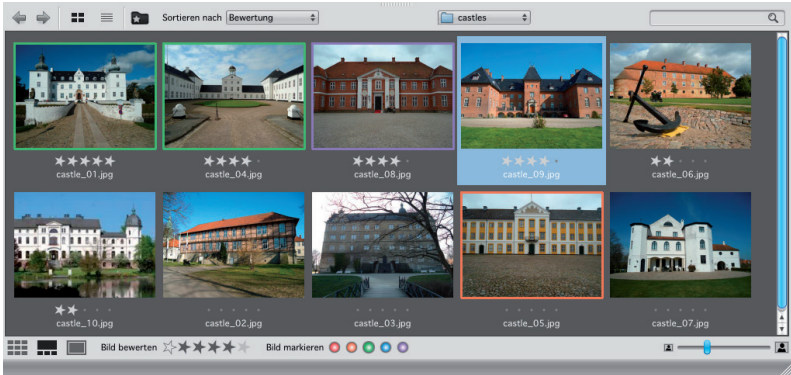 Sortieren nach Bewertung castles
castle_01.jpg castle_04.jpg castle_08.jpg castle_09.jpg castle_06.jpg
castle_10.jpg castle_02.jpg castle_03.jpg castle_05.jpg castle_07.jpg
Bild bewerten Bild markieren